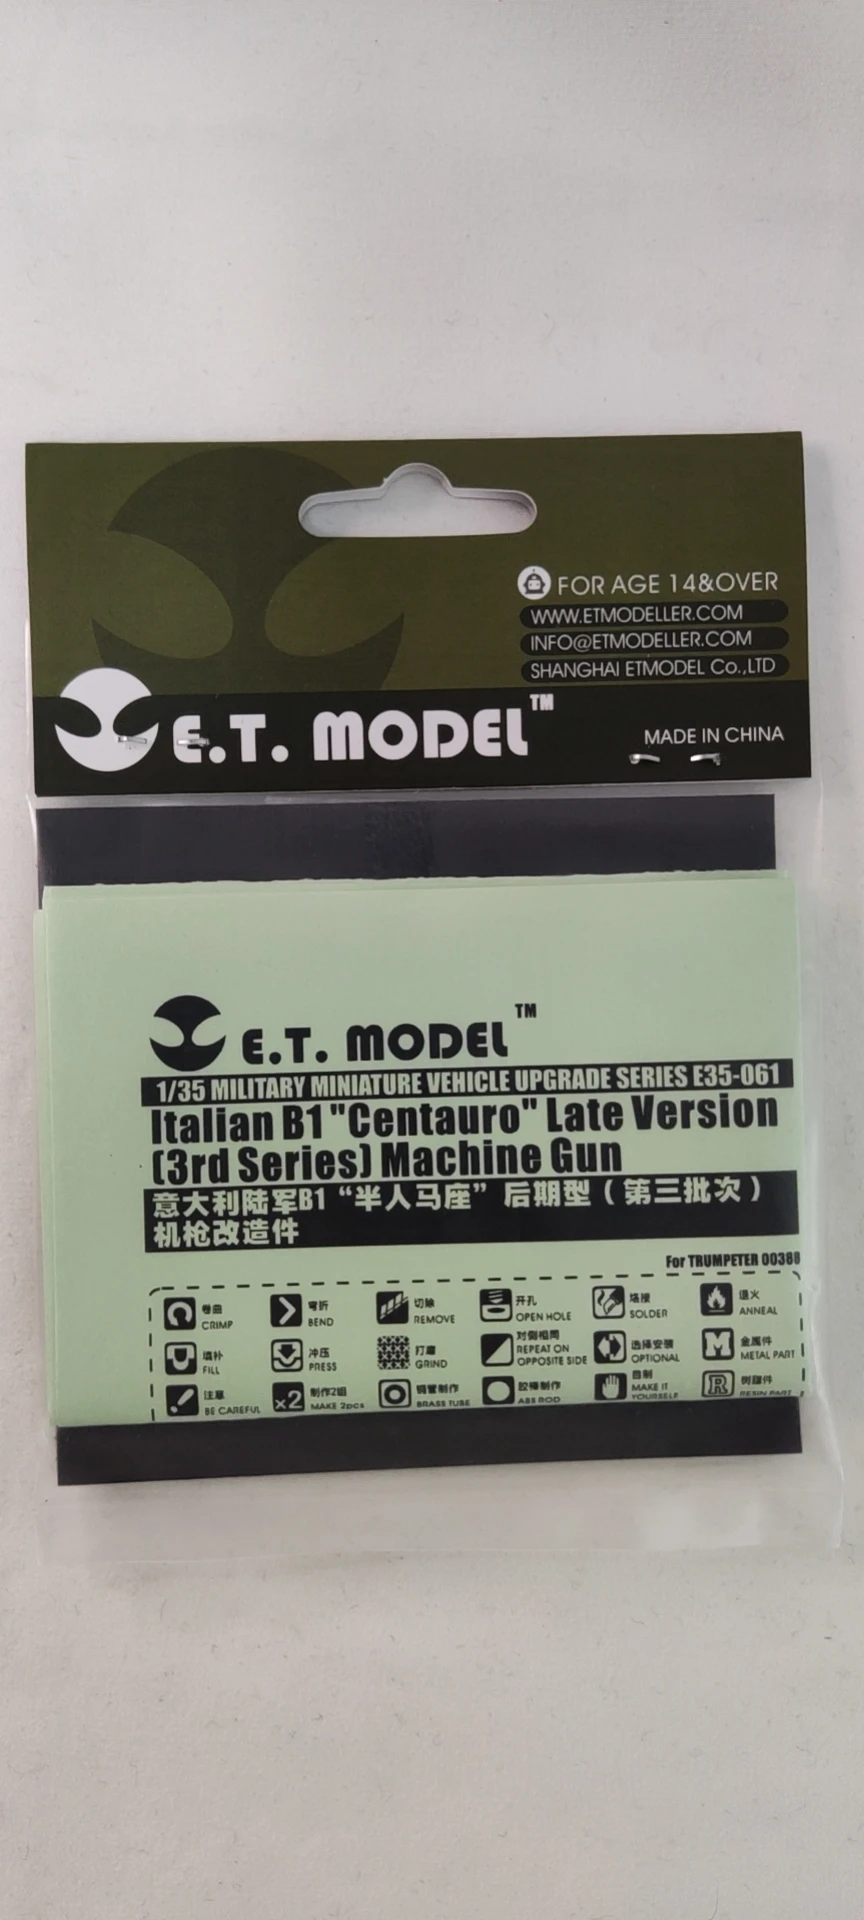 FOR AGE 14&OVER
WWW.ETMODELLER.COM
INFO@ETMODELLER.COM
SHANGHAI ETMODEL Co.,LTD
E.T. MODEL™
MADE IN CHINA
E.T. MODEL™
1/35 MILITARY MINIATURE VEHICLE UPGRADE SERIES E35-061
Italian B1 "Centauro" Late Version
(3rd Series) Machine Gun
意大利陆军B1“半人马座”后期型(第三批次)
机枪改造件
For TRUMPETER 00388
卷曲 弯折 切除 开孔 烙接 退火
CRIMP BEND REMOVE OPEN HOLE SOLDER ANNEAL
填补 冲压 打磨 对侧相同 选择安装 金属件
FILL PRESS GRIND REPEAT ON OPPOSITE SIDE OPTIONAL METAL PART
注意 x2 制作2组 铜管制作 胶棒制作 自制 R 树脂件
BE CAREFUL MAKE 2pcs BRASS TUBE ABS ROD MAKE IT YOURSELF RESIN PART